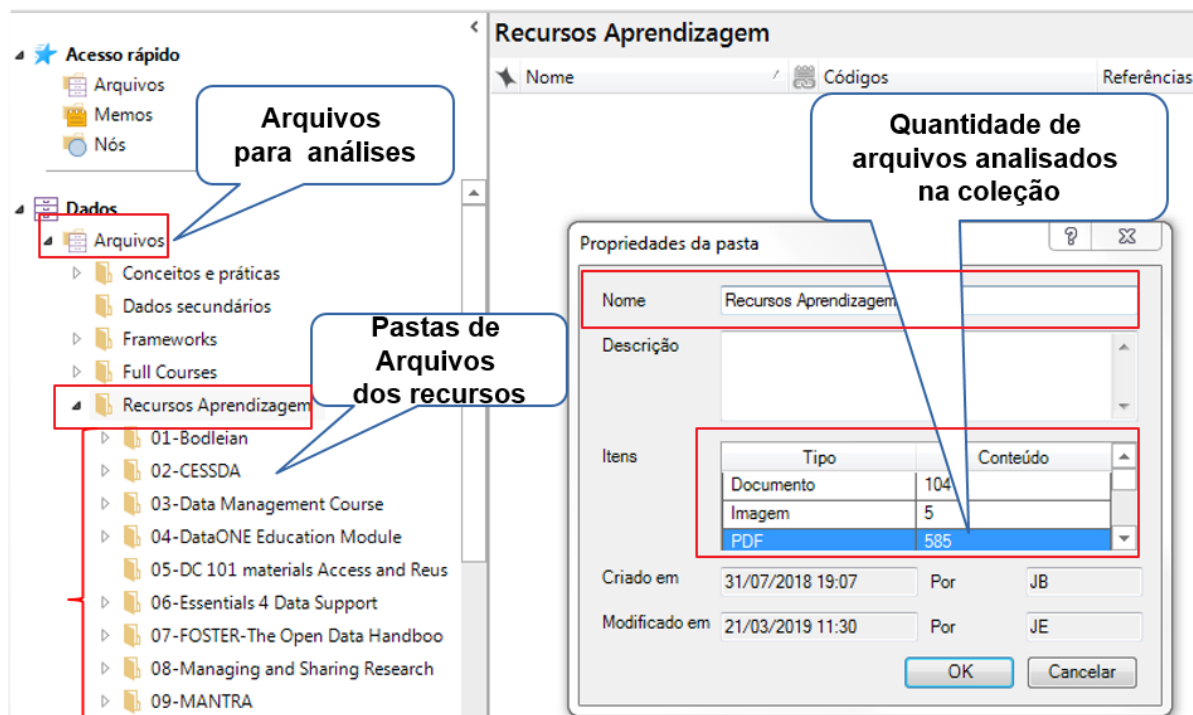 Acesso rápido
Arquivos
Memos
Nós
Arquivos
para análises
Dados
Arquivos
Conceitos e práticas
Dados secundários
Frameworks
Full Courses
Recursos Aprendizagem
Pastas de
Arquivos
dos recursos
01-Bodleian
02-CESSDA
03-Data Management Course
04-DataONE Education Module
05-DC 101 materials Access and Reus
06-Essentials 4 Data Support
07-FOSTER-The Open Data Handboo
08-Managing and Sharing Research
09-MANTRA
Recursos Aprendizagem
Nome Códigos Referências
Quantidade de
arquivos analisados
na coleção
Propriedades da pasta
Nome Recursos Aprendizagem
Descrição
Itens Tipo Conteúdo
Documento 104
Imagem 5
PDF 585
Criado em 31/07/2018 19:07 Por JB
Modificado em 21/03/2019 11:30 Por JE
OK Cancelar